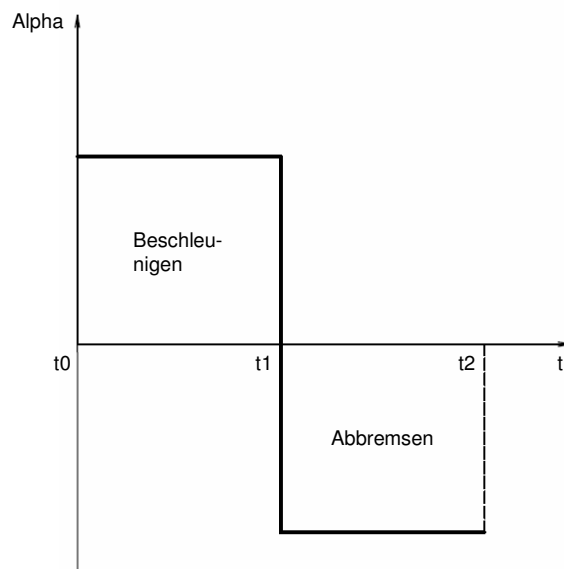 Alpha
Beschleu-
nigen
t0
t1
t2
t
Abbremsen